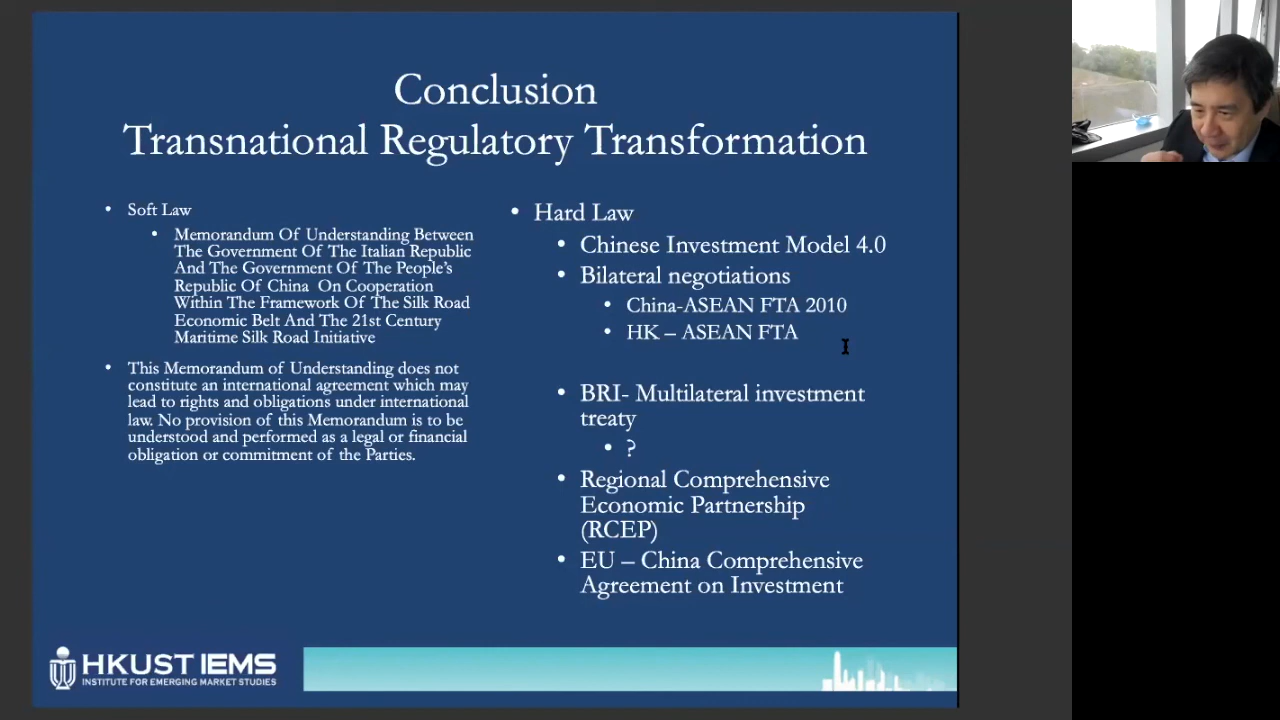 Conclusion
Transnational Regulatory Transformation
• Soft Law
• Memorandum Of Understanding Between
The Government Of The Italian Republic
And The Government Of The People's
Republic Of China On Cooperation
Within The Framework Of The Silk Road
Economic Belt And The 21st Century
Maritime Silk Road Initiative
• This Memorandum of Understanding does not
constitute an international agreement which may
lead to rights and obligations under international
law. No provision of this Memorandum is to be
understood and performed as a legal or financial
obligation or commitment of the Parties.
• Hard Law
• Chinese Investment Model 4.0
• Bilateral negotiations
• China-ASEAN FTA 2010
• HK – ASEAN FTA
• BRI- Multilateral investment
treaty
• ?
• Regional Comprehensive
Economic Partnership
(RCEP)
• EU – China Comprehensive
Agreement on Investment
HKUST IEMS
INSTITUTE FOR EMERGING MARKET STUDIES